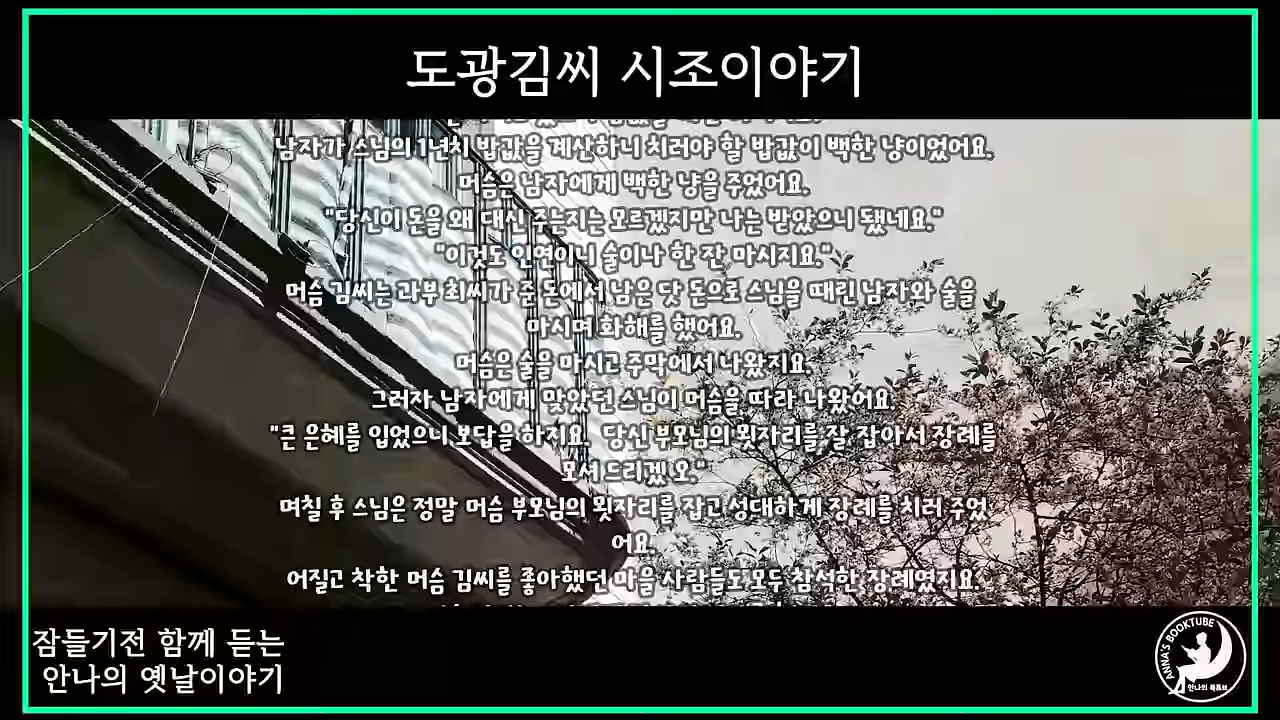 도광김씨 시조이야기
남자가 스님의 1년치 밥값을 계산하니 치러야 할 밥값이 백한 냥이었어요.
머슴은 남자에게 백한 냥을 주었어요.
"당신이 돈을 왜 대신 주는지는 모르겠지만 나는 받았으니 됐네요."
"이것도 인연이니 술이나 한 잔 마시지요."
머슴 김씨는 과부 최씨가 준 돈에서 남은 닷 돈으로 스님을 때린 남자와 술을
마시며 화해를 했어요.
머슴은 술을 마시고 주막에서 나왔지요.
그러자 남자에게 맞았던 스님이 머슴을 따라 나왔어요.
"큰 은혜를 입었으니 보답을 하지요. 당신 부모님의 묏자리를 잘 잡아서 장례를
모셔 드리겠오."
며칠 후 스님은 정말 머슴 부모님의 묏자리를 잡고 성대하게 장례를 치러 주었
어요.
어질고 착한 머슴 김씨를 좋아했던 마을 사람들도 모두 참석한 장례였지요.
잠들기전 함께 듣는
안나의 옛날이야기
ANNA'S BOOKTUBE
안나의 북튜브